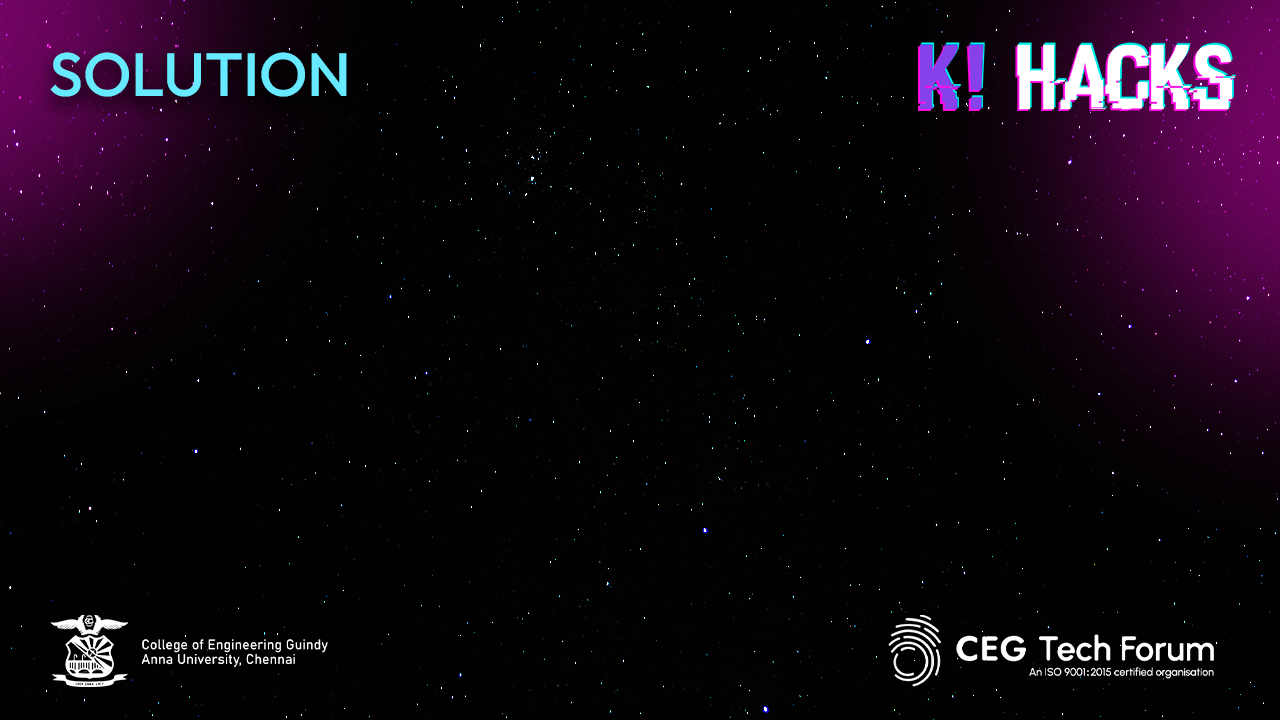 SOLUTION
K! HACKS
College of Engineering Guindy
Anna University, Chennai
CEG Tech Forum
An ISO 9001:2015 certified organisation